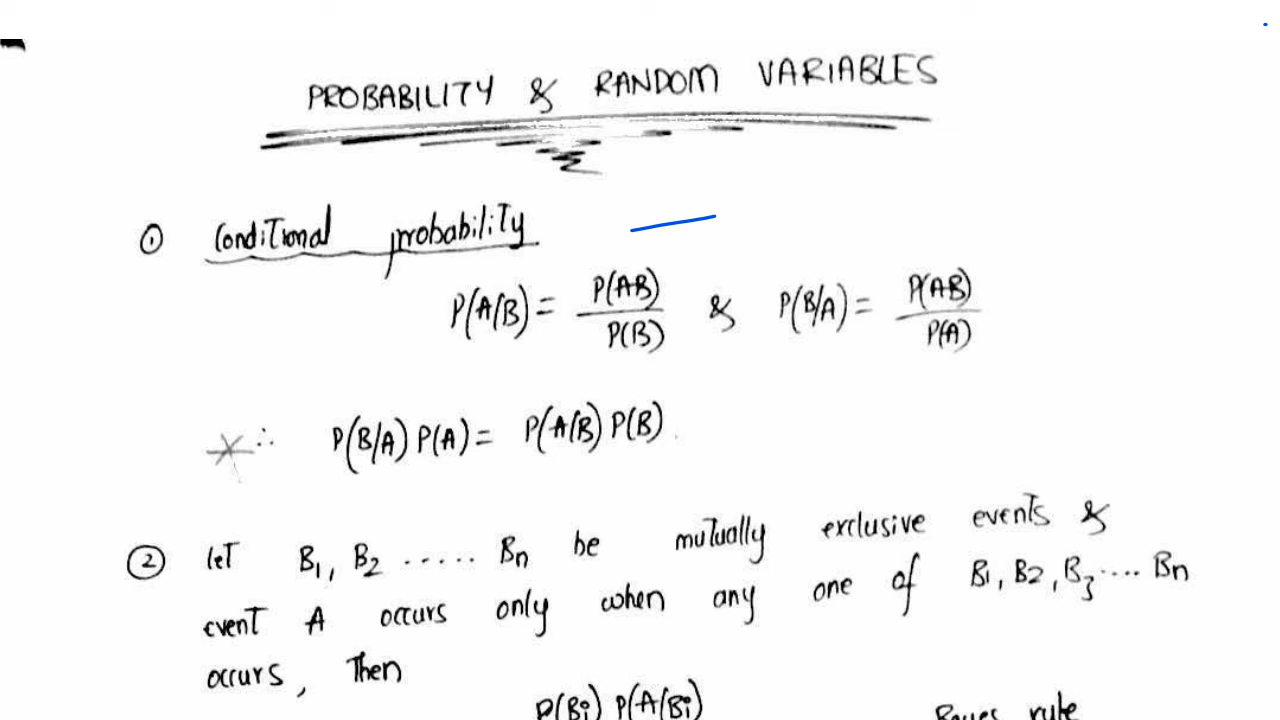 PROBABILITY & RANDOM VARIABLES
① Conditional probability
P(A/B) = P(AB) / P(B) & P(B/A) = P(AB) / P(A)
∴ P(B/A) P(A) = P(A/B) P(B)
② let B1, B2 ..... Bn be mutually exclusive events &
event A occurs only when any one of B1, B2, B3.... Bn
occurs, Then
P(Bi) P(A/Bi) Bayes rule